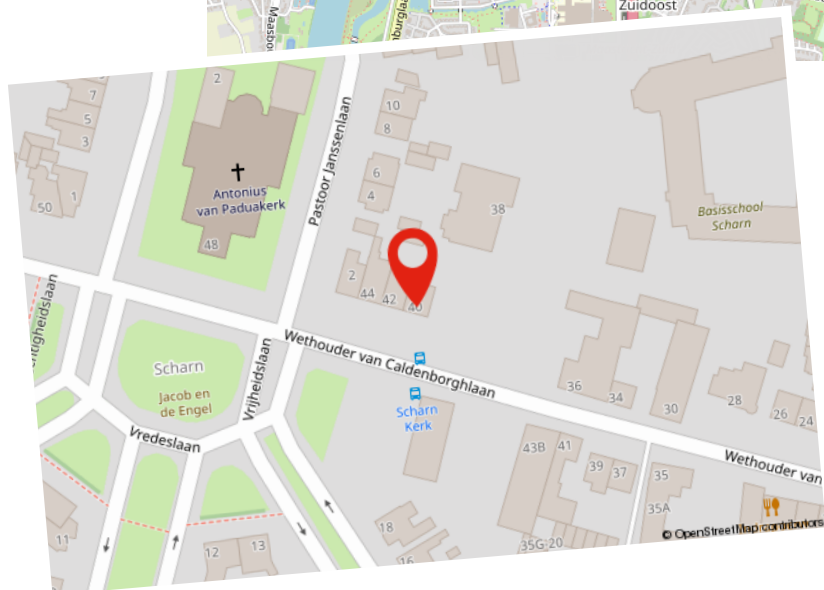 Zuidoost
Maasbo
nburglaa
2
7
5
3
1
50
Antonius
van Paduakerk
48
Pastoor Janssenlaan
10
8
6
4
38
Basisschool
Scharn
2
44
42
40
Wethouder van Caldenborghlaan
htigheidslaan
Scharn
Jacob en
de Engel
Vrijheidslaan
Vredeslaan
Scharn
Kerk
36
34
30
28
26
24
43B
41
39
37
35
35A
Wethouder van
35G-20
18
16
11
12
13
© OpenStreetMap contributors